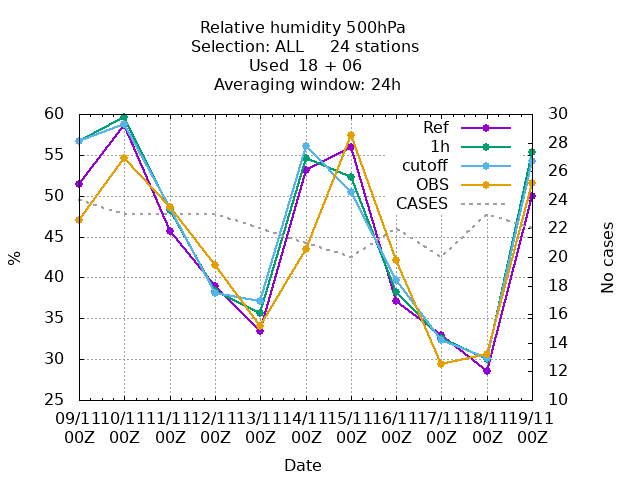 Relative humidity 500hPa
Selection: ALL 24 stations
Used 18 + 06
Averaging window: 24h
60 30
Ref
28
1h
55
26
cutoff
OBS
50 24
CASES
22
45
%
20
No cases
40
18
16
35
14
30
12
25 10
09/11 10/11 11/11 12/11 13/11 14/11 15/11 16/11 17/11 18/11 19/11
00Z 00Z 00Z 00Z 00Z 00Z 00Z 00Z 00Z 00Z 00Z
Date